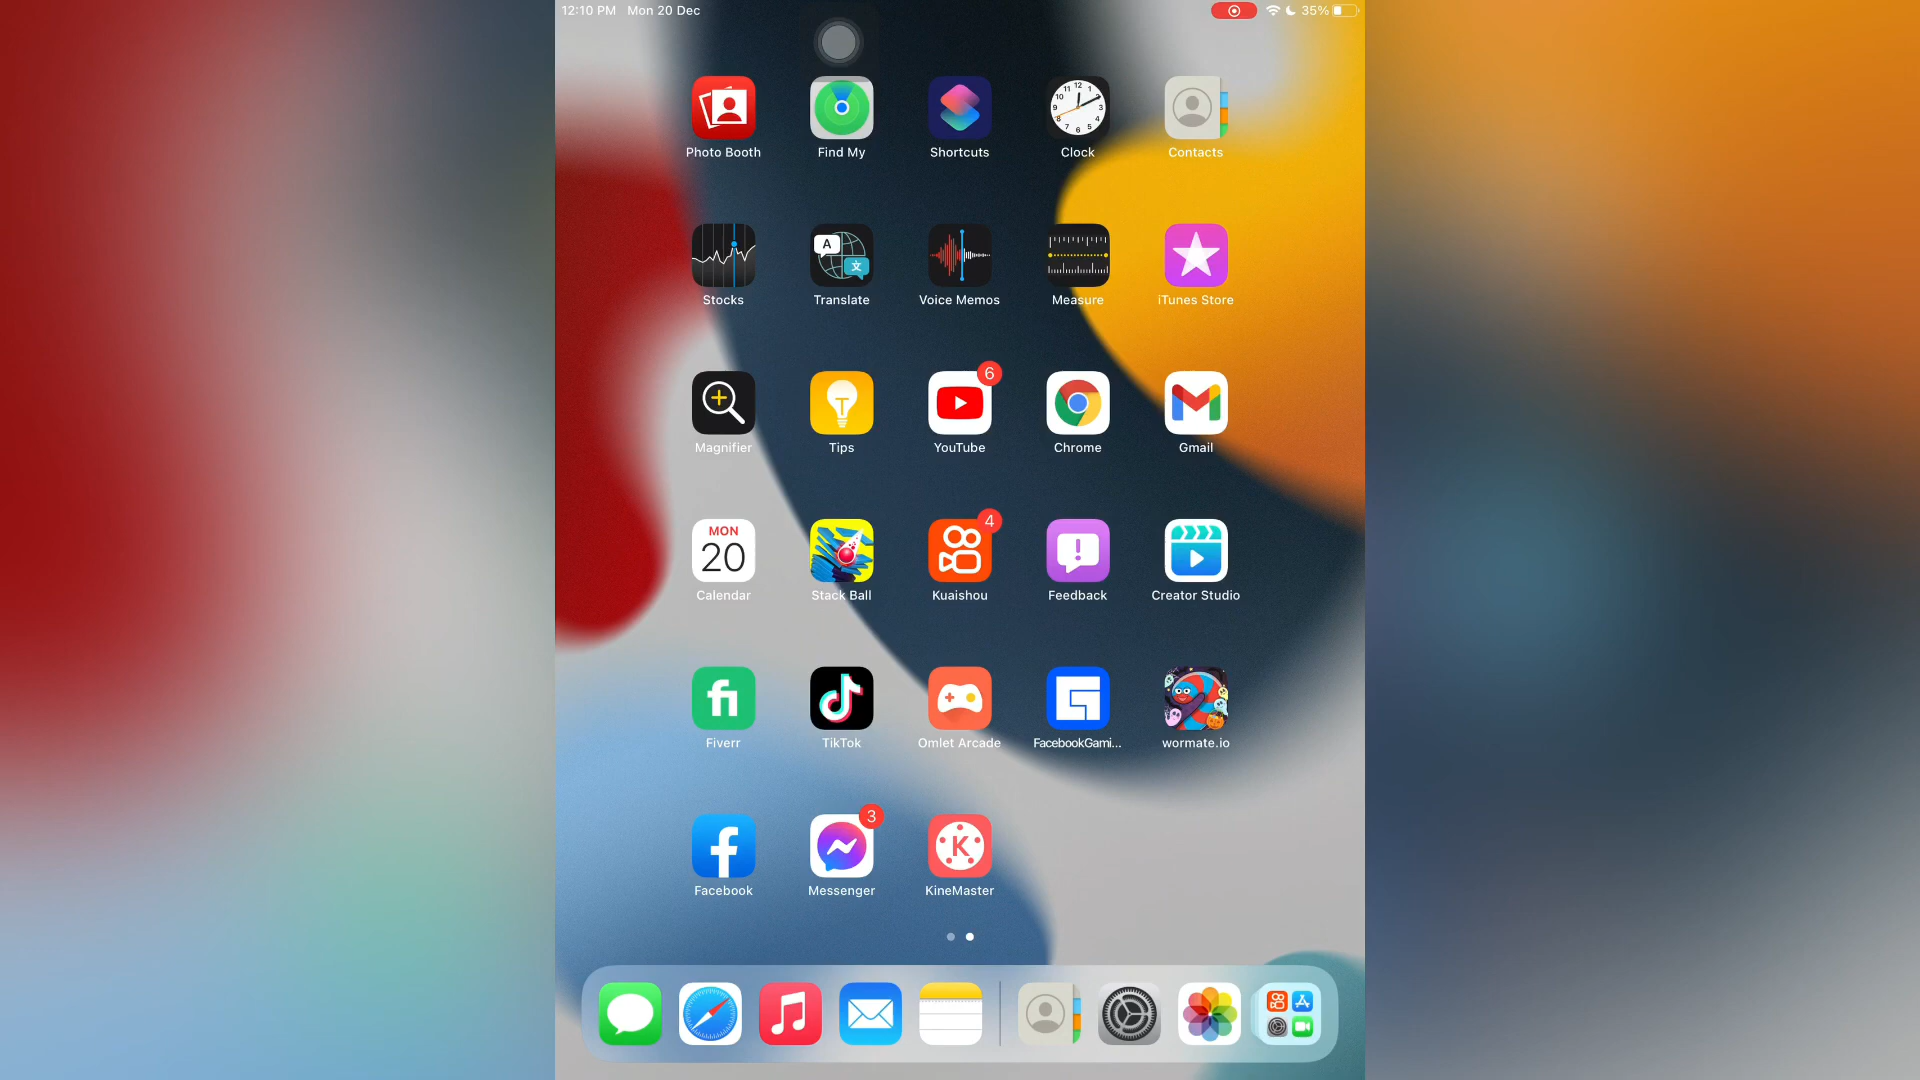 12:10 PM Mon 20 Dec 35%
Photo Booth Find My Shortcuts Clock Contacts
Stocks Translate Voice Memos Measure iTunes Store
6
Magnifier Tips YouTube Chrome Gmail
MON
20
4
Calendar Stack Ball Kuaishou Feedback Creator Studio
Fiverr TikTok Omlet Arcade FacebookGami... wormate.io
3
Facebook Messenger KineMaster